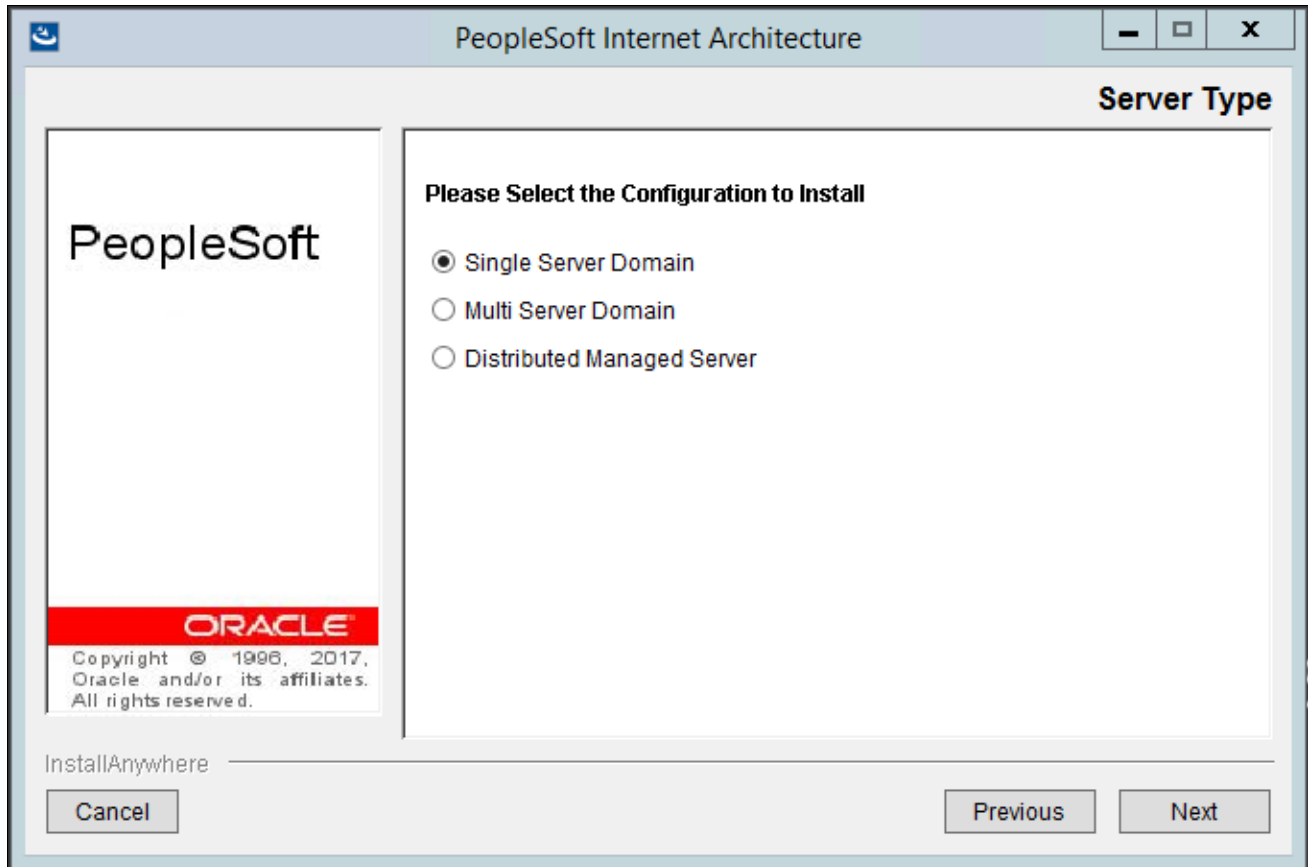 PeopleSoft Internet Architecture
X
Server Type
PeopleSoft
Please Select the Configuration to Install
Single Server Domain
Multi Server Domain
Distributed Managed Server
ORACLE
Copyright © 1996, 2017,
Oracle and/or its affiliates.
All rights reserved.
InstallAnywhere
Cancel
Previous
Next